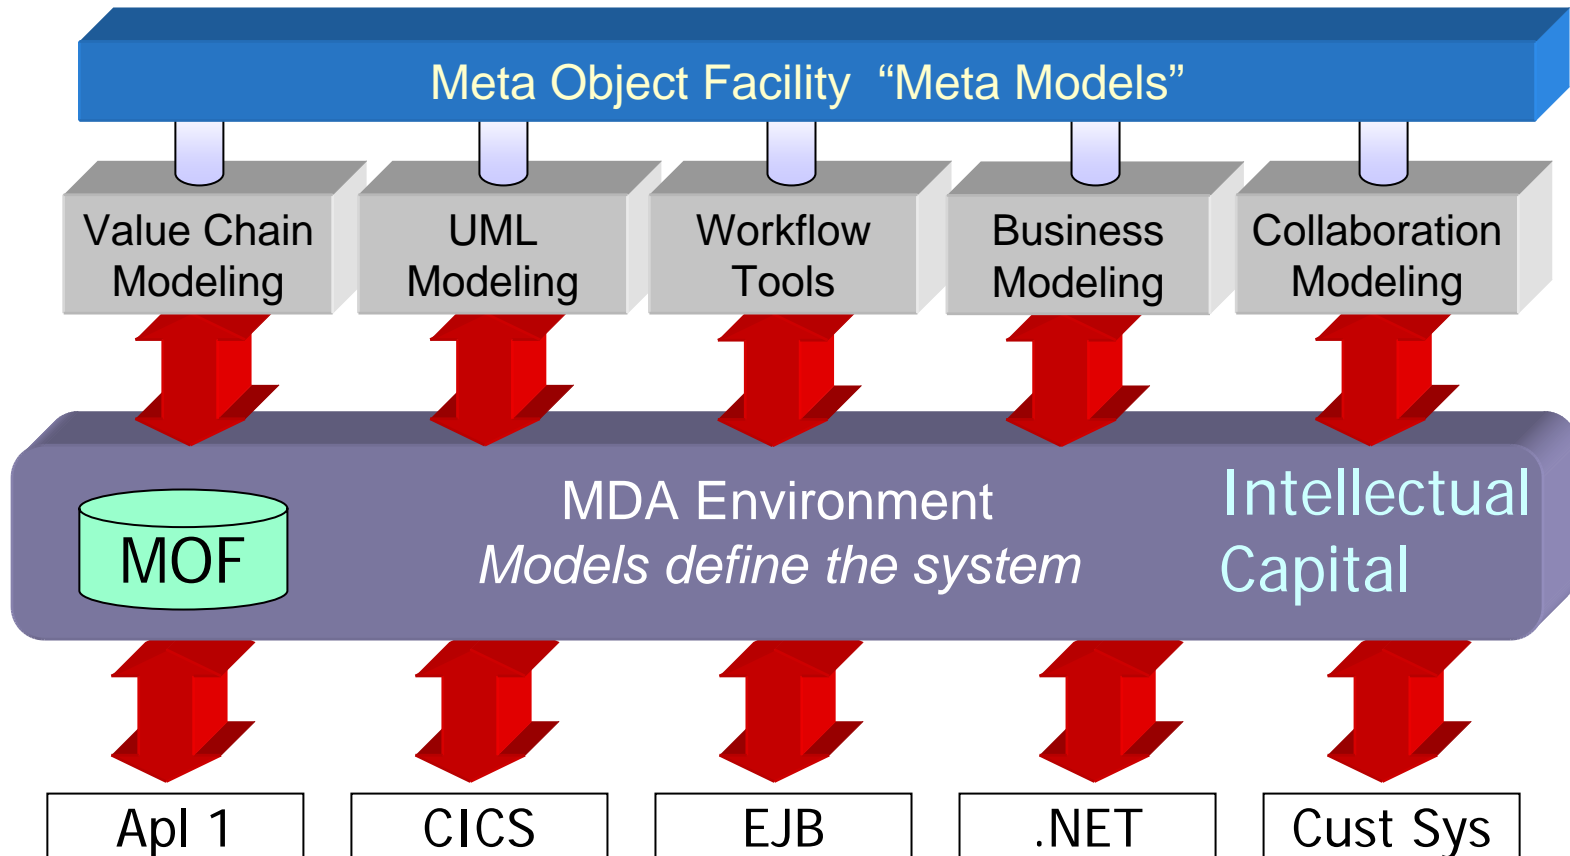 Meta Object Facility “Meta Models”
Value Chain
Modeling
UML
Modeling
Workflow
Tools
Business
Modeling
Collaboration
Modeling
MOF
MDA Environment
Models define the system
Intellectual
Capital
Apl 1
CICS
EJB
.NET
Cust Sys